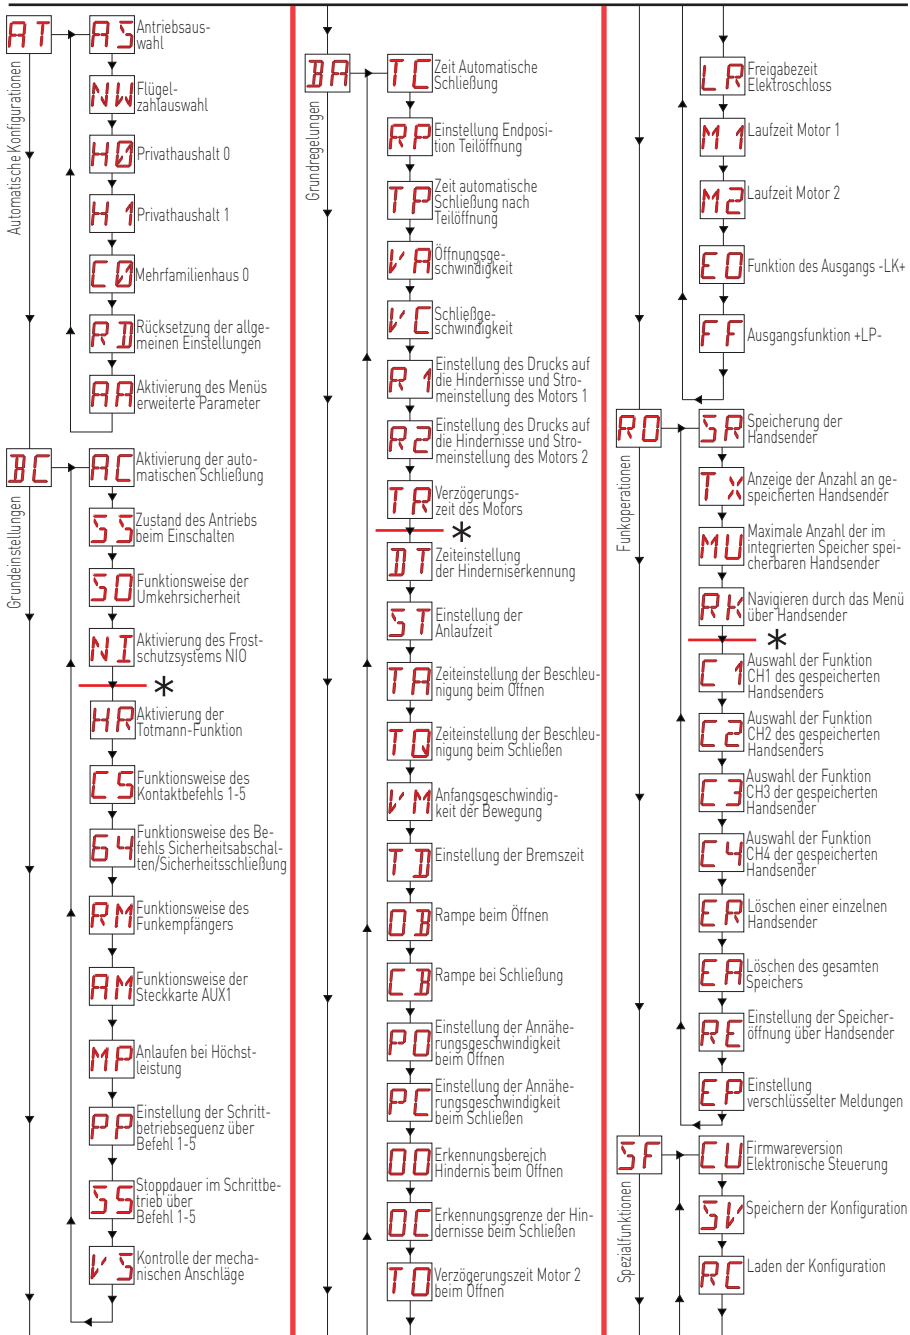 AT
Automatische Konfigurationen
AS
Antriebsaus-
wahl
NW
Flügel-
zahlauswahl
H0
Privathaushalt 0
H1
Privathaushalt 1
C0
Mehrfamilienhaus 0
RD
Rücksetzung der allge-
meinen Einstellungen
AA
Aktivierung des Menüs
erweiterte Parameter
BC
Grundeinstellungen
AC
Aktivierung der auto-
matischen Schließung
SS
Zustand des Antriebs
beim Einschalten
SO
Funktionsweise der
Umkehrsicherheit
NI
Aktivierung des Frost-
schutzsystems NIO
*
HR
Aktivierung der
Totmann-Funktion
CS
Funktionsweise des
Kontaktbefehls 1-5
64
Funktionsweise des Be-
fehls Sicherheitsabschal-
ten/Sicherheitsschließung
RM
Funktionsweise des
Funkempfängers
AM
Funktionsweise der
Steckkarte AUX1
MP
Anlaufen bei Höchst-
leistung
PP
Einstellung der Schritt-
betriebsequenz über
Befehl 1-5
S5
Stoppdauer im Schrittbe-
trieb über
Befehl 1-5
VS
Kontrolle der mecha-
nischen Anschläge
BA
Grundregelungen
TC
Zeit Automatische
Schließung
RP
Einstellung Endposi-
tion Teilöffnung
TP
Zeit automatische
Schließung nach
Teilöffnung
VA
Öffnungsge-
schwindigkeit
VC
Schließge-
schwindigkeit
R1
Einstellung des Drucks auf
die Hindernisse und Stro-
meinstellung des Motors 1
R2
Einstellung des Drucks auf
die Hindernisse und Stro-
meinstellung des Motors 2
TR
Verzögerungs-
zeit des Motors
*
DT
Zeiteinstellung
der Hinderniserkennung
ST
Einstellung der
Anlaufzeit
TA
Zeiteinstellung der Beschleu-
nigung beim Öffnen
TQ
Zeiteinstellung der Beschleu-
nigung beim Schließen
VM
Anfangsgeschwindig-
keit der Bewegung
TD
Einstellung der Bremszeit
OB
Rampe beim Öffnen
CB
Rampe bei Schließung
PO
Einstellung der Annähe-
rungsgeschwindigkeit
beim Öffnen
PC
Einstellung der Annähe-
rungsgeschwindigkeit
beim Schließen
OO
Erkennungsbereich
Hindernis beim Öffnen
OC
Erkennungsgrenze der Hin-
dernisse beim Schließen
TO
Verzögerungszeit Motor 2
beim Öffnen
LR
Freigabezeit
Elektroschloss
M1
Laufzeit Motor 1
M2
Laufzeit Motor 2
EO
Funktion des Ausgangs -LK+
FF
Ausgangsfunktion +LP-
RO
Funkoperationen
SR
Speicherung der
Handsender
TX
Anzeige der Anzahl an ge-
speicherten Handsender
MU
Maximale Anzahl der im
integrierten Speicher spei-
cherbaren Handsender
RK
Navigieren durch das Menü
über Handsender
*
C1
Auswahl der Funktion
CH1 des gespeicherten
Handsenders
C2
Auswahl der Funktion
CH2 des gespeicherten
Handsenders
C3
Auswahl der Funktion
CH3 der gespeicherten
Handsender
C4
Auswahl der Funktion
CH4 der gespeicherten
Handsender
ER
Löschen einer einzelnen
Handsender
EA
Löschen des gesamten
Speichers
RE
Einstellung der Speicher-
öffnung über Handsender
EP
Einstellung
verschlüsselter Meldungen
SF
Spezialfunktionen
CU
Firmwareversion
Elektronische Steuerung
SV
Speichern der Konfiguration
RC
Laden der Konfiguration